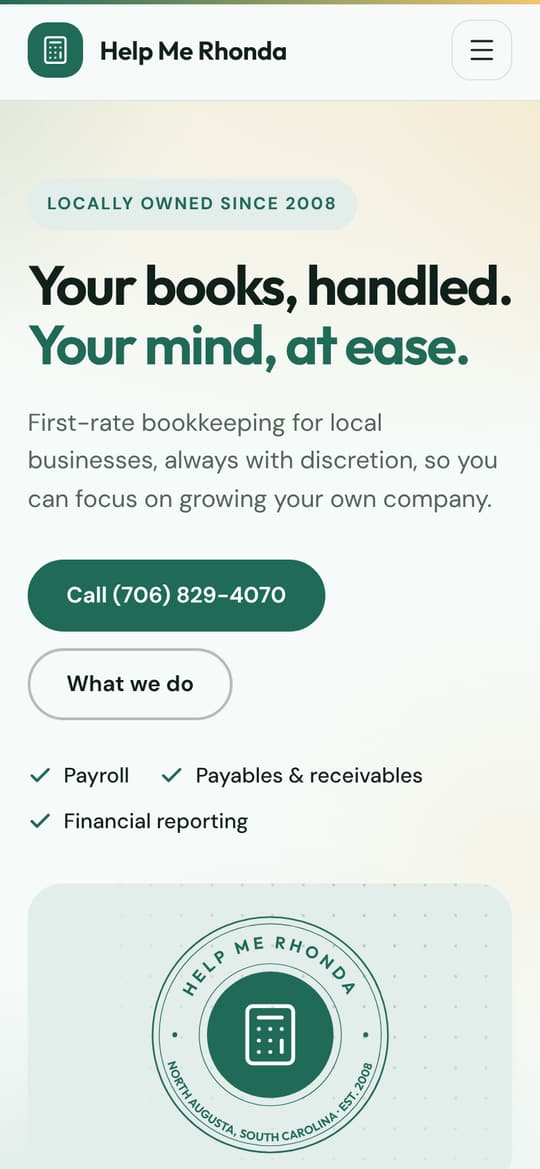 Help Me Rhonda
LOCALLY OWNED SINCE 2008
Your books, handled.
Your mind, at ease.
First-rate bookkeeping for local
businesses, always with discretion, so you
can focus on growing your own company.
Call (706) 829-4070
What we do
Payroll
Payables & receivables
Financial reporting
HELP ME RHONDA
NORTH AUGUSTA, SOUTH CAROLINA · EST. 2008